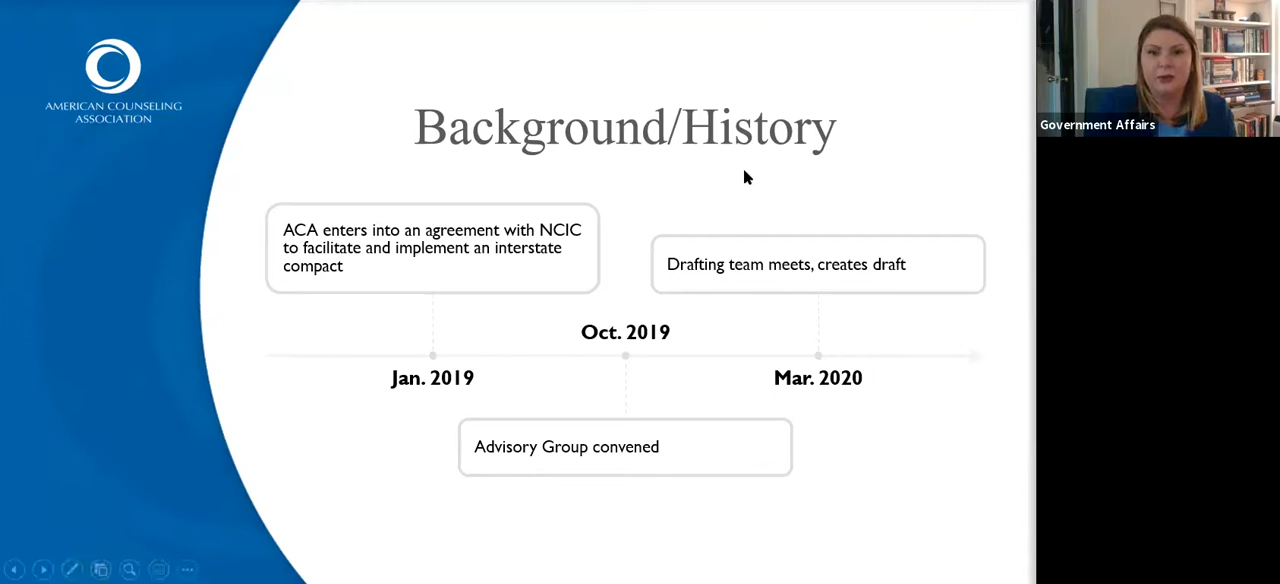 AMERICAN COUNSELING
ASSOCIATION
Background/History
ACA enters into an agreement with NCIC
to facilitate and implement an interstate
compact
Drafting team meets, creates draft
Oct. 2019
Jan. 2019
Mar. 2020
Advisory Group convened
Government Affairs